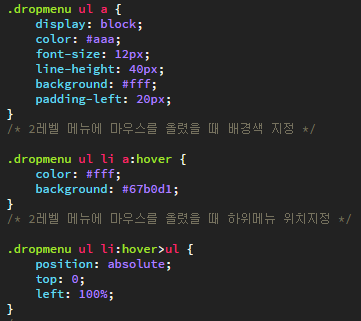 .dropmenu ul a {
    display: block;
    color: #aaa;
    font-size: 12px;
    line-height: 40px;
    background: #fff;
    padding-left: 20px;
}
/* 2레벨 메뉴에 마우스를 올렸을 때 배경색 지정 */

.dropmenu ul li a:hover {
    color: #fff;
    background: #67b0d1;
}
/* 2레벨 메뉴에 마우스를 올렸을 때 하위메뉴 위치지정 */

.dropmenu ul li:hover>ul {
    position: absolute;
    top: 0;
    left: 100%;
}